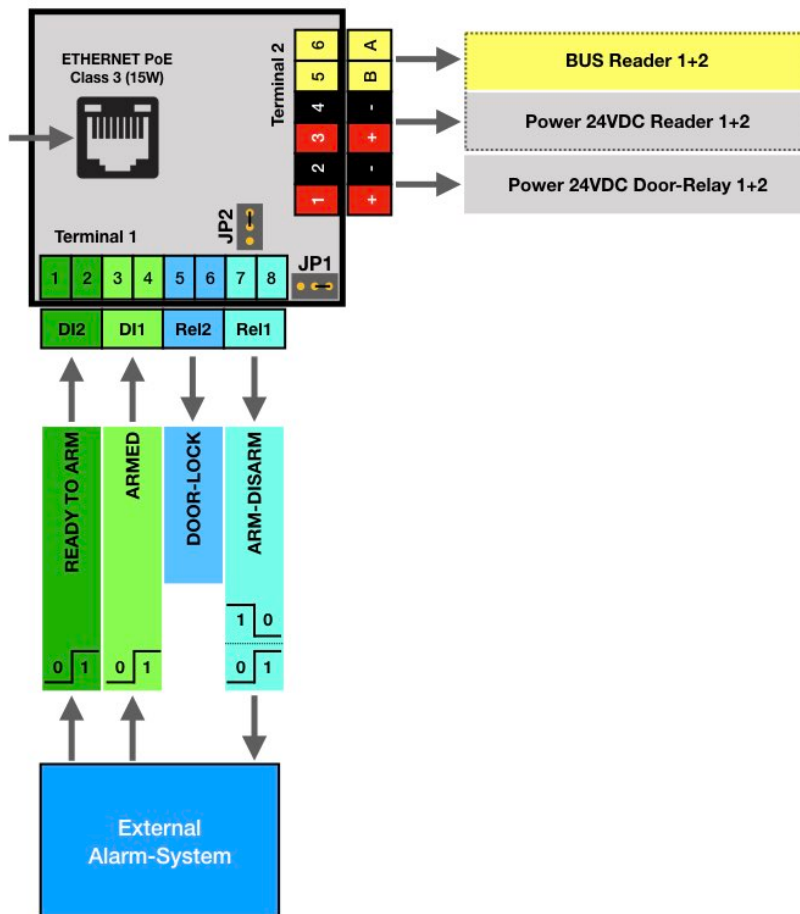 ETHERNET PoE
Class 3 (15W)
Terminal 2
6 A
5 B
4 -
3 +
2 -
1 +
BUS Reader 1+2
Power 24VDC Reader 1+2
Power 24VDC Door-Relay 1+2
JP2
Terminal 1
JP1
1 2 3 4 5 6 7 8
DI2 DI1 Rel2 Rel1
READY TO ARM
ARMED
DOOR-LOCK
ARM-DISARM
1 0
0 1 0 1 0 1
External
Alarm-System